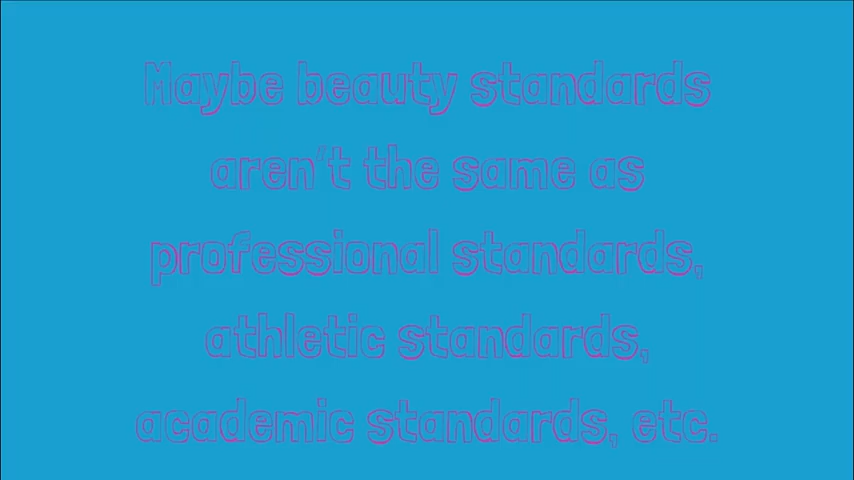 Maybe beauty standards
aren't the same as
professional standards,
athletic standards,
academic standards, etc.